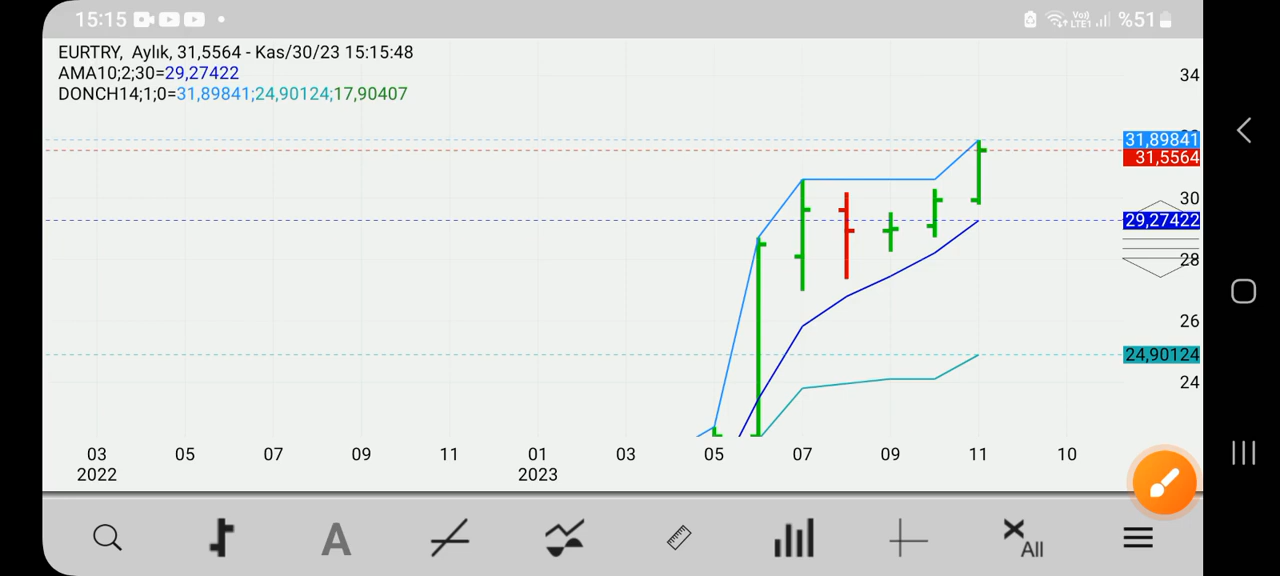 15:15
Vo)) LTE1 %51
EURTRY, Aylık, 31,5564 - Kas/30/23 15:15:48
AMA10;2;30=29,27422
DONCH14;1;0=31,89841;24,90124;17,90407
34
31,89841
31,5564
30
29,27422
28
26
24,90124
24
03 05 07 09 11 01 03 05 07 09 11 10
2022 2023
A
All